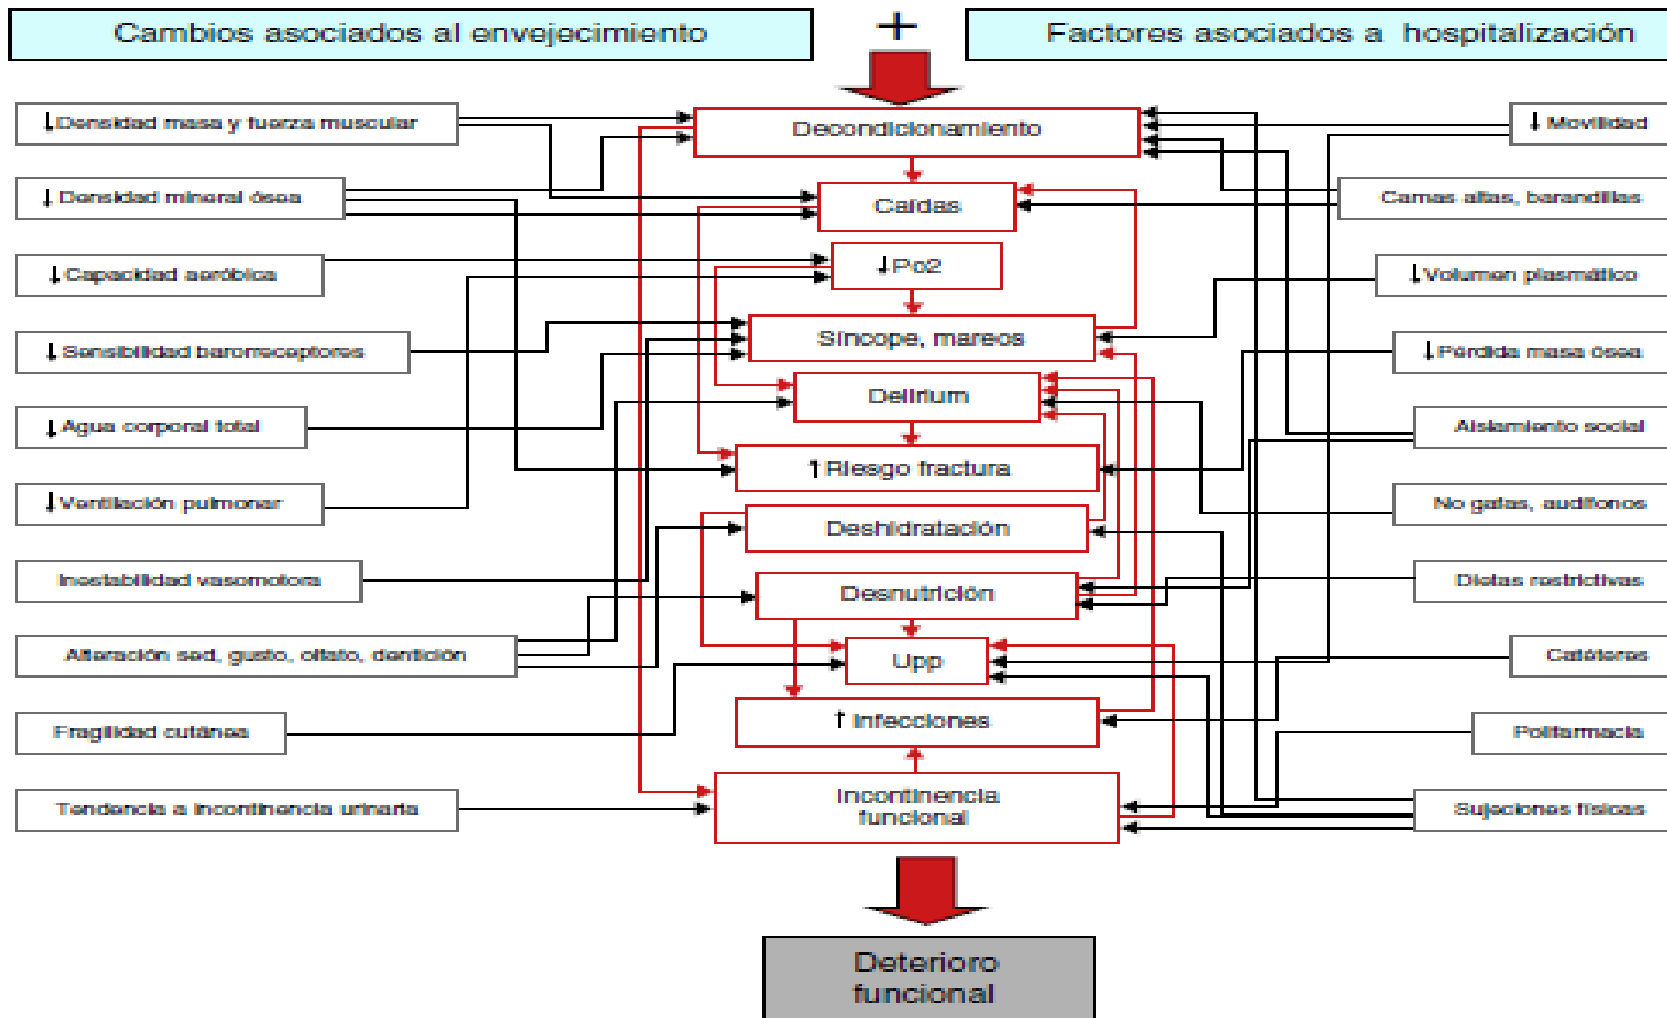 Cambios asociados al envejecimiento
+
Factores asociados a hospitalización
↓Densidad masa y fuerza muscular
↓Densidad mineral ósea
↓Capacidad aeróbica
↓Sensibilidad barorreceptores
↓Agua corporal total
↓Ventilación pulmonar
Inestabilidad vasomotora
Alteración sed, gusto, olfato, dentición
Fragilidad cutánea
Tendencia a incontinencia urinaria
Decondicionamiento
Caídas
↓Po2
Síncope, mareos
Delirium
↑Riesgo fractura
Deshidratación
Desnutrición
Upp
↑Infecciones
Incontinencia
funcional
↓ Movilidad
Camas altas, barandillas
↓Volumen plasmático
↓Pérdida masa ósea
Aislamiento social
No gafas, audífonos
Dietas restrictivas
Catéteres
Polifarmacia
Sujeciones físicas
Deterioro
funcional